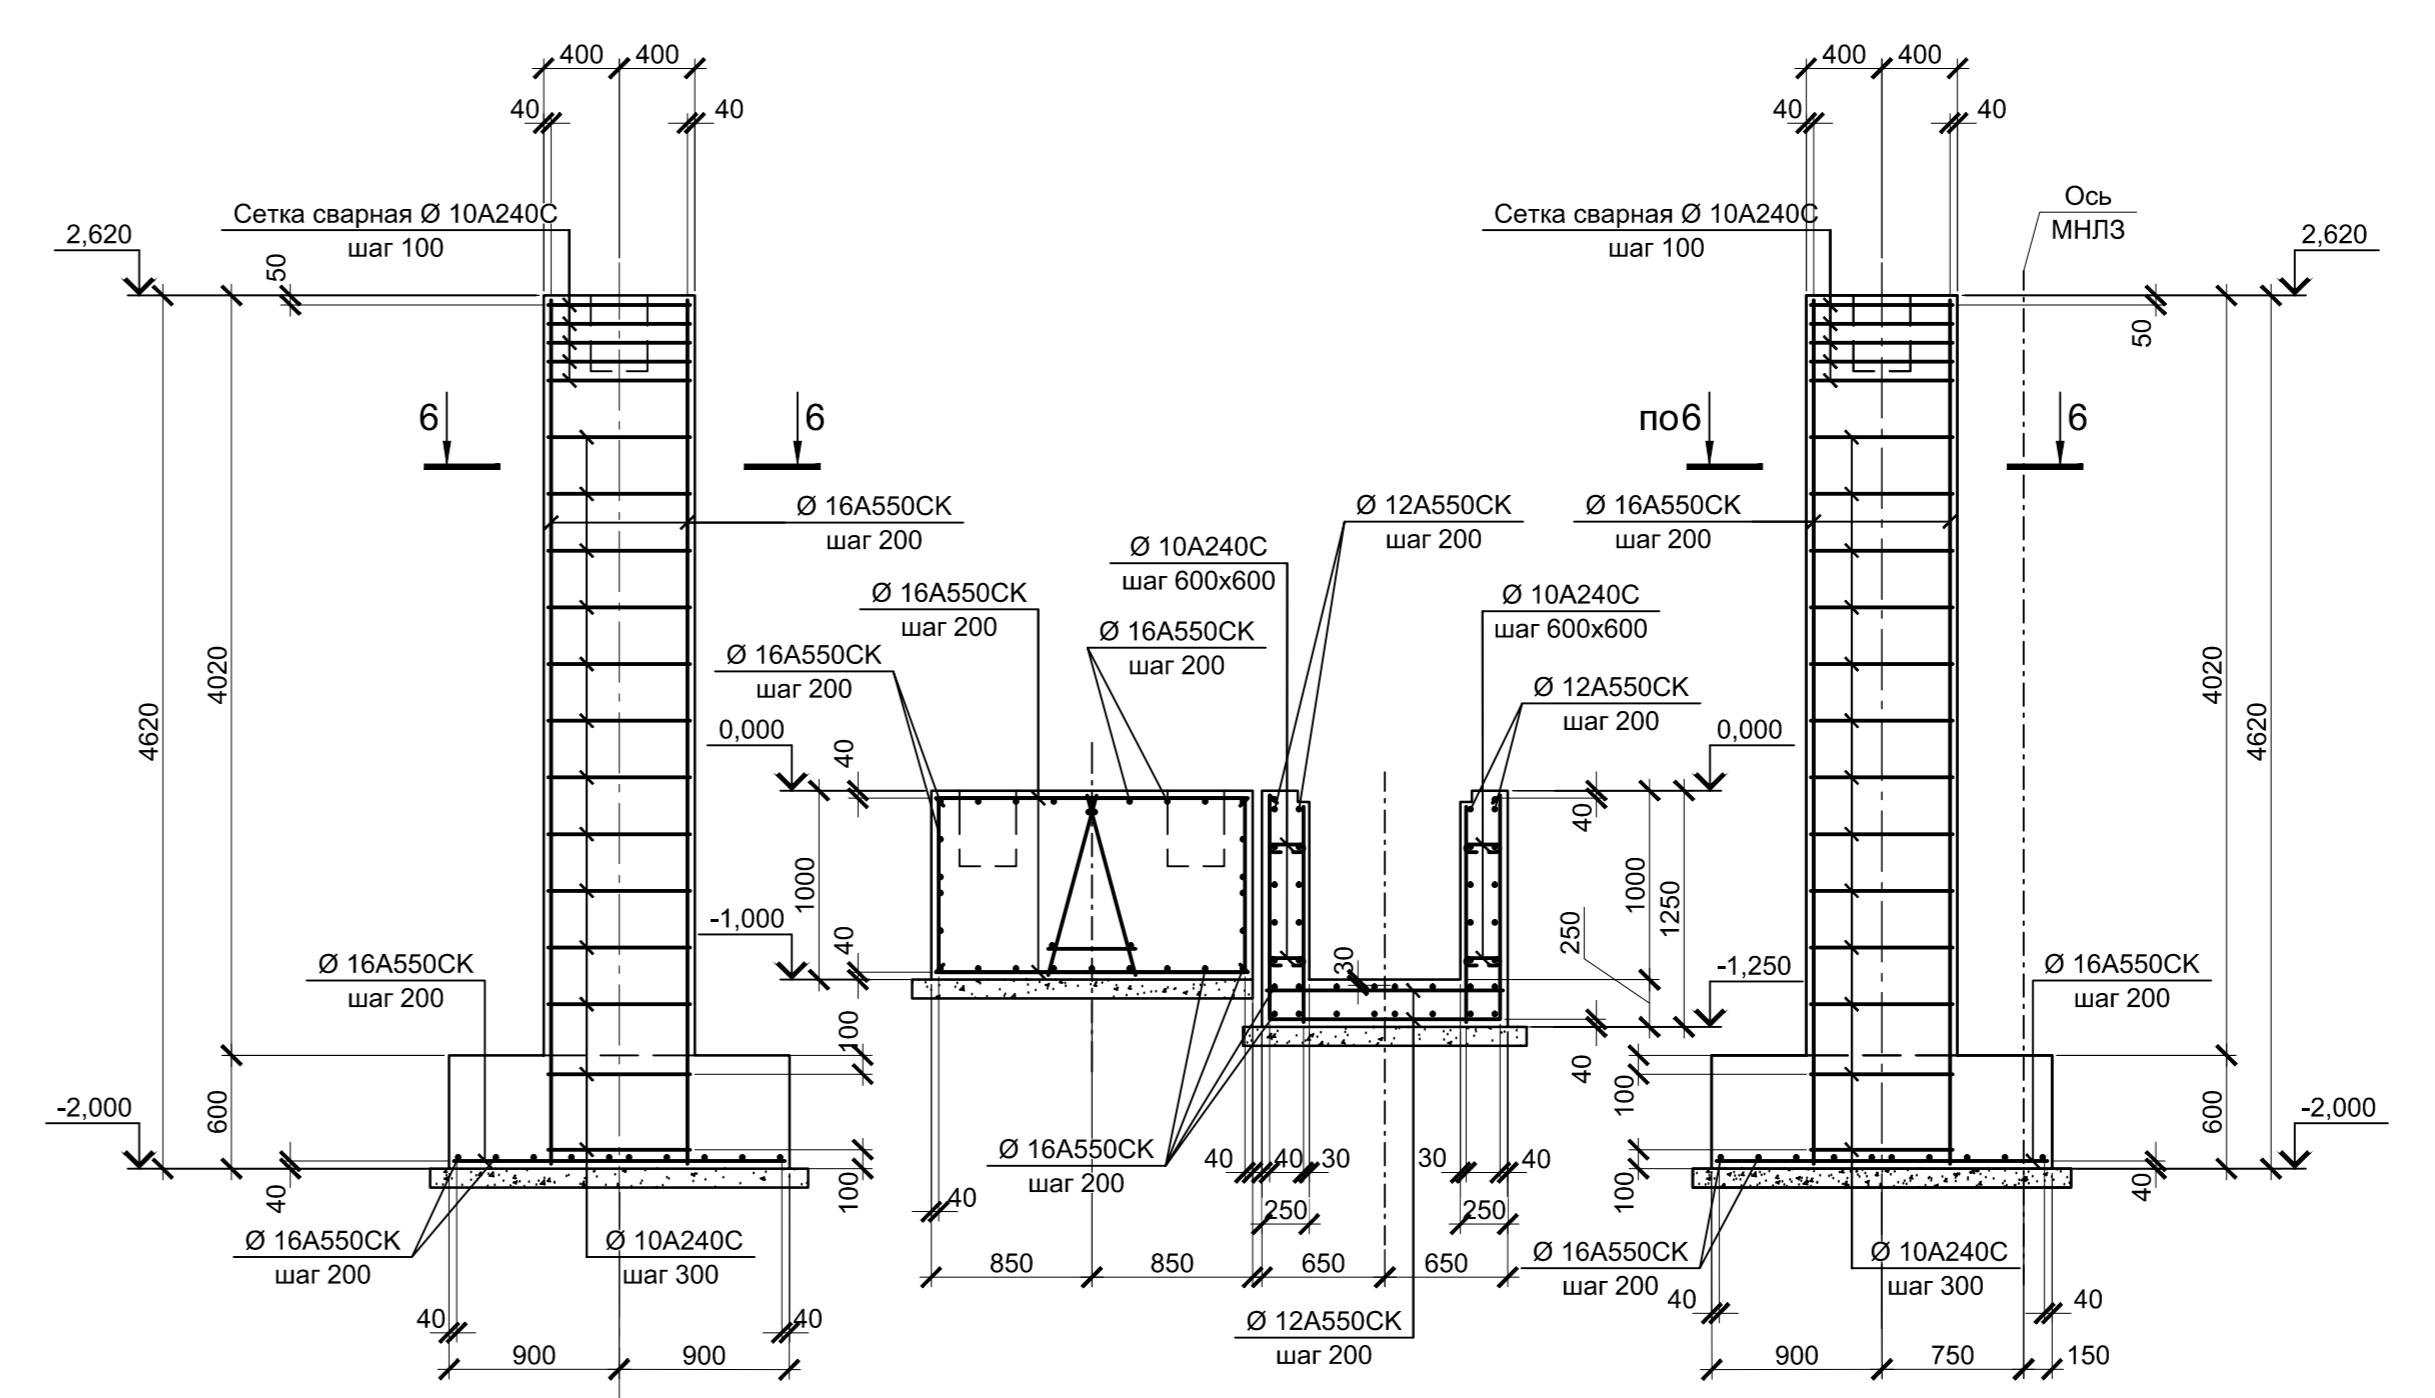 400 400 400 400
40 40 40 40
Сетка сварная Ø 10А240С
шаг 100
Сетка сварная Ø 10А240С
шаг 100
Ось
МНЛЗ
2,620
2,620
50
50
6 6
по6 6
Ø 16А550СК
шаг 200
Ø 12А550СК
шаг 200
Ø 16А550СК
шаг 200
Ø 10А240С
шаг 600х600
Ø 16А550СК
шаг 200
Ø 10А240С
шаг 600х600
Ø 16А550СК
шаг 200
Ø 16А550СК
шаг 200
Ø 12А550СК
шаг 200
4620
4020
4020
4620
0,000
0,000
40
40
1000
1000
1250
250
-1,000
40
30
-1,250
Ø 16А550СК
шаг 200
Ø 16А550СК
шаг 200
100
40
100
-2,000
600
600
-2,000
40
100
100
40
Ø 16А550СК
шаг 200
40 40 30 30 40
40
250 250
Ø 16А550СК
шаг 200
Ø 10А240С
шаг 300
850 850 650 650
Ø 16А550СК
шаг 200
Ø 10А240С
шаг 300
40 40
40 40
Ø 12А550СК
шаг 200
900 900
900 750 150